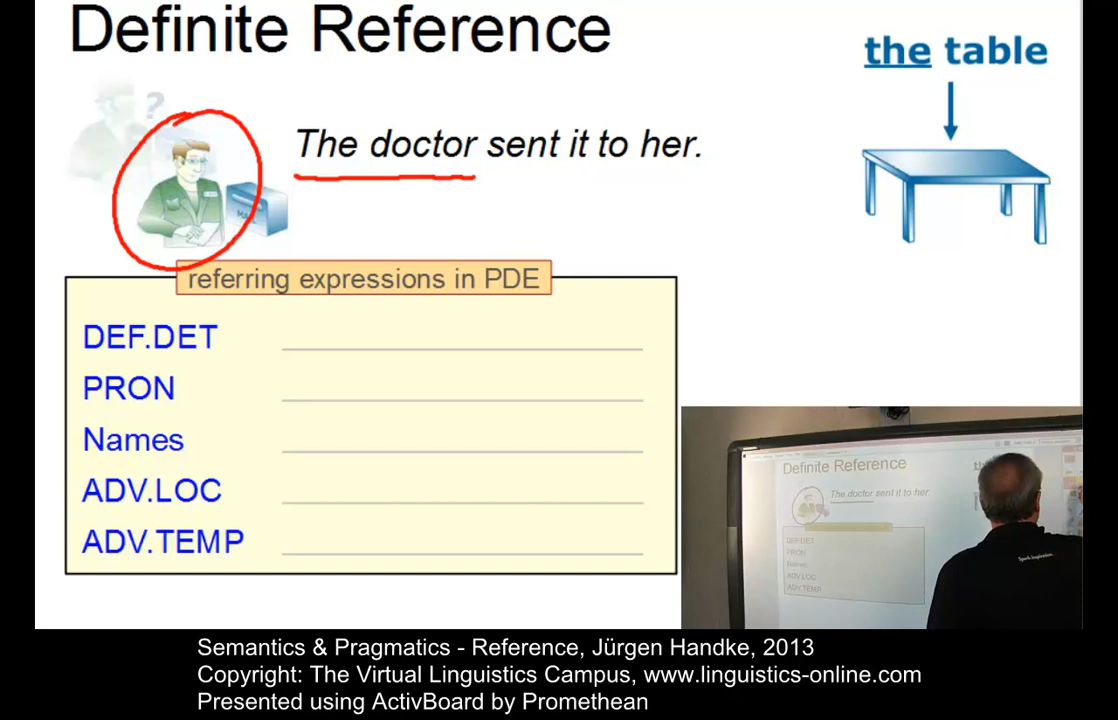 Definite Reference
the table
?
The doctor sent it to her.
MAIL
referring expressions in PDE
DEF.DET
PRON
Names
ADV.LOC
ADV.TEMP
Definite Reference
The doctor sent it to her
DEF.DET
PRON
Names
ADV.LOC
ADV.TEMP
Spark Inspiration.
Semantics & Pragmatics - Reference, Jürgen Handke, 2013
Copyright: The Virtual Linguistics Campus, www.linguistics-online.com
Presented using ActivBoard by Promethean